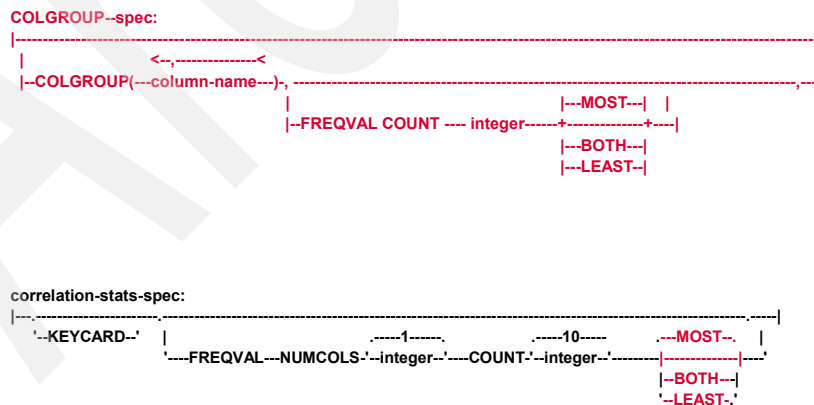 COLGROUP--spec:
|--------------------------------------------------------------------------------------------------------------------------------------------------
| <--,---------------<
|--COLGROUP(---column-name---)-, ---------------------------------------------------------------------------------------------,---
| |---MOST---| |
|--FREQVAL COUNT ---- integer------+--------------+----|
|---BOTH---|
|---LEAST--|
correlation-stats-spec:
|---.-----------------------.-------------------------------------------------------------------------------------------------------------.-----|
'--KEYCARD--' | .-----1------. .-----10----- .---MOST--. |
'----FREQVAL---NUMCOLS-'--integer--'----COUNT-'--integer--'---------|--------------|----'
|--BOTH---|
'--LEAST-.'